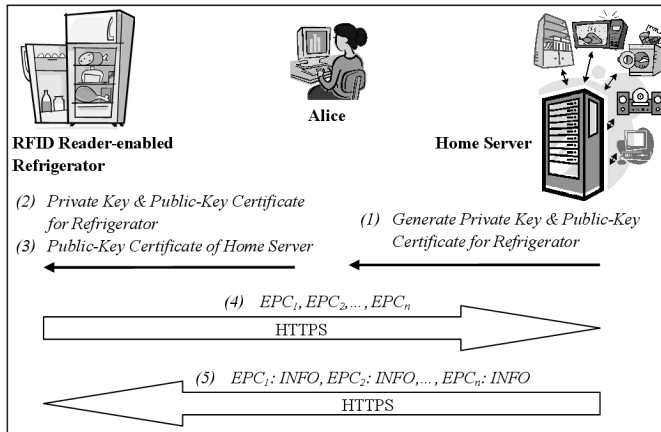 RFID Reader-enabled
Refrigerator
Alice
Home Server
(2) Private Key & Public-Key Certificate
for Refrigerator
(3) Public-Key Certificate of Home Server
(1) Generate Private Key & Public-Key
Certificate for Refrigerator
(4) EPC₁, EPC₂,..., EPCₙ
HTTPS
(5) EPC₁: INFO, EPC₂: INFO,..., EPCₙ: INFO
HTTPS